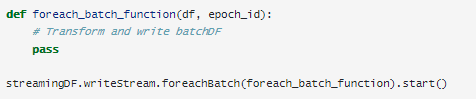 def foreach_batch_function(df, epoch_id):
    # Transform and write batchDF
    pass
streamingDF.writeStream.foreachBatch(foreach_batch_function).start()